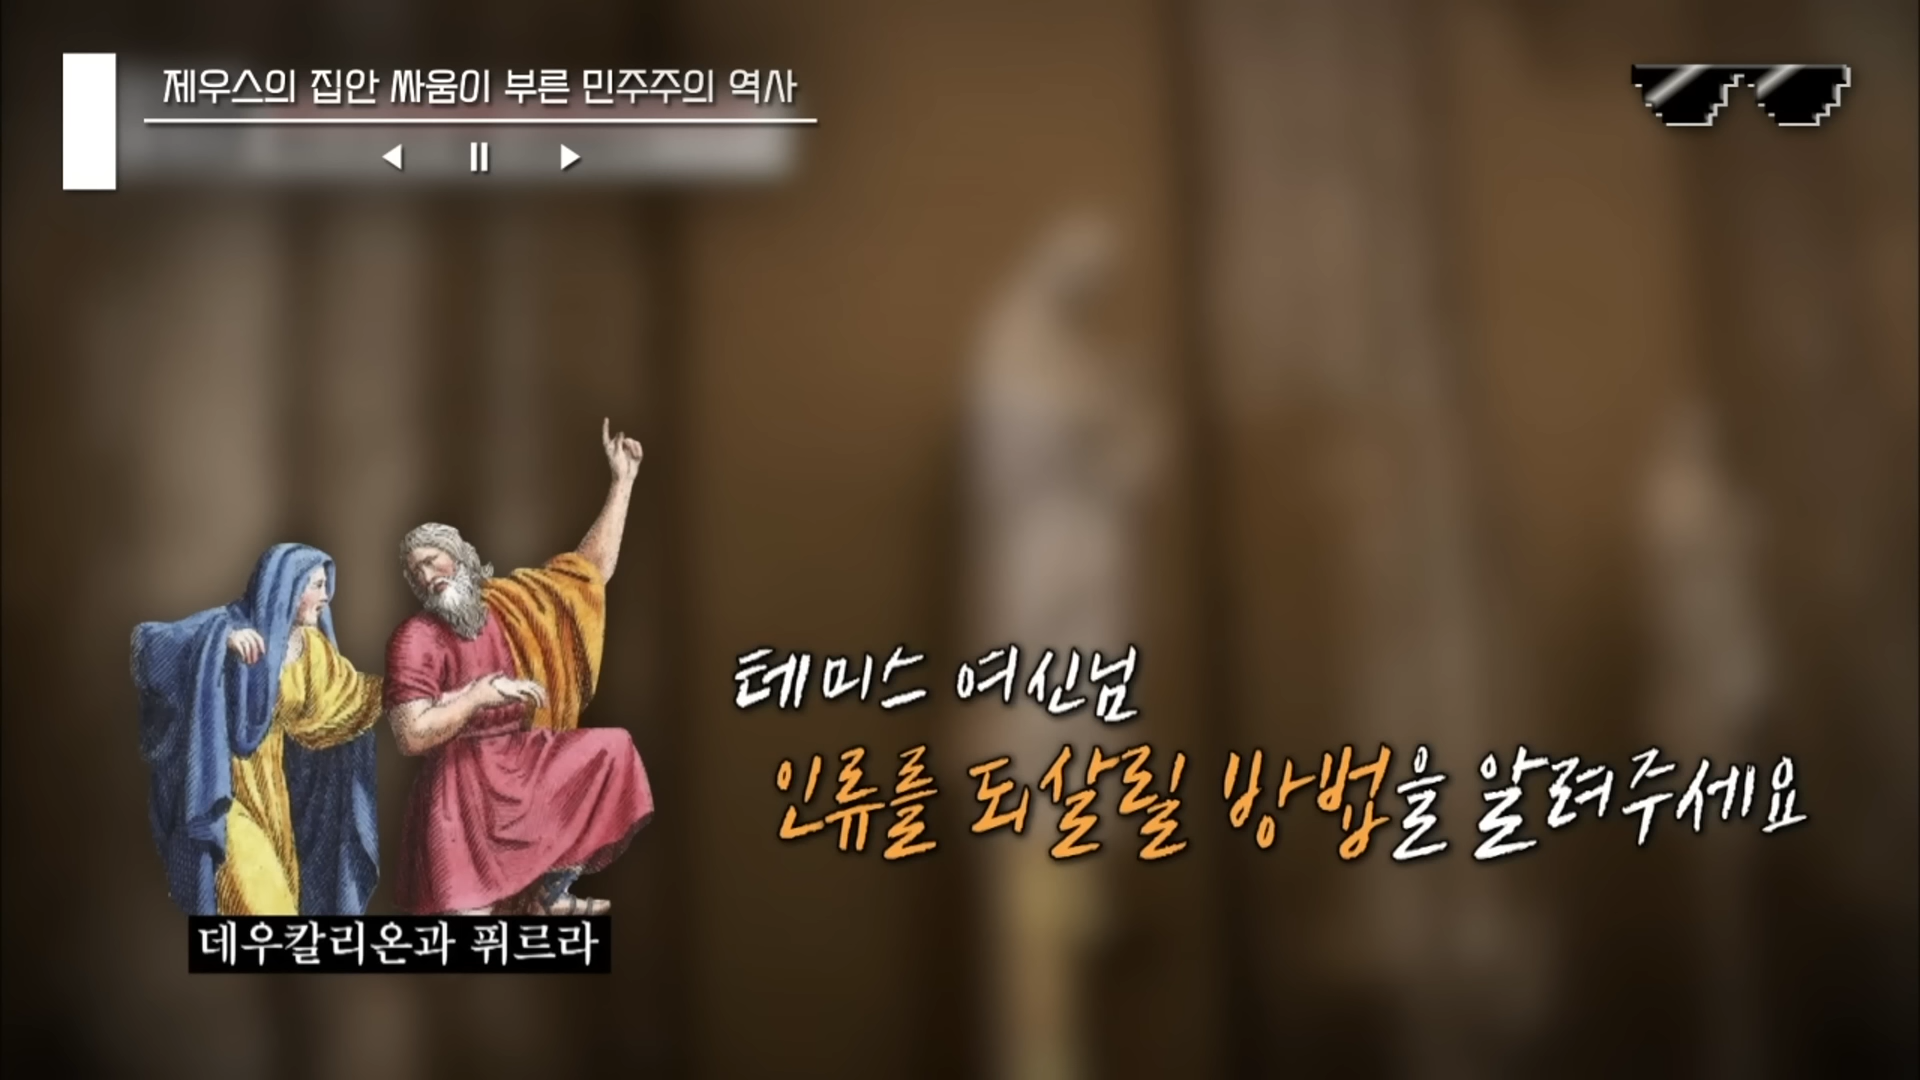 제우스의 집안 싸움이 부른 민주주의 역사
테미스 여신님
인류를 되살릴 방법을 알려주세요
데우칼리온과 퓌르라